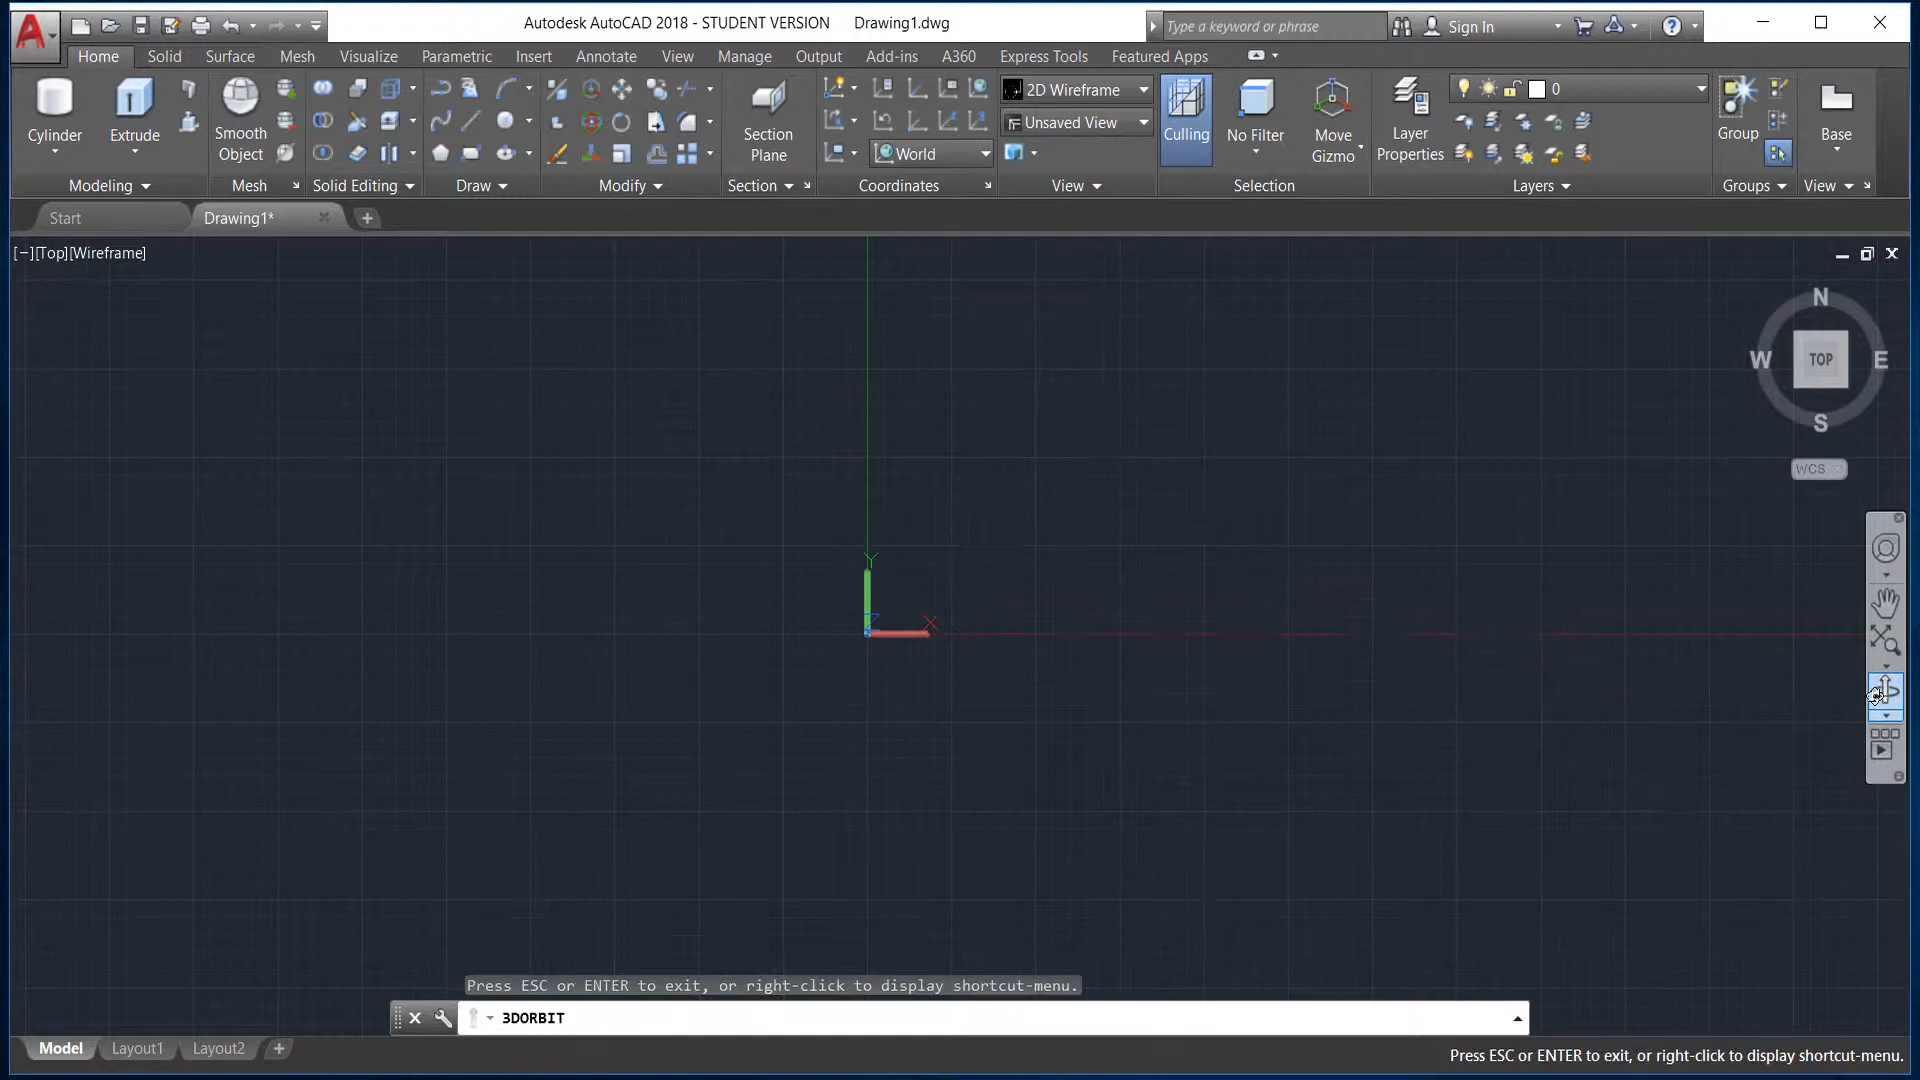 Autodesk AutoCAD 2018 - STUDENT VERSION Drawing1.dwg
Type a keyword or phrase
Sign In
Home Solid Surface Mesh Visualize Parametric Insert Annotate View Manage Output Add-ins A360 Express Tools Featured Apps
Cylinder
Extrude
Smooth
Object
Section
Plane
2D Wireframe
Unsaved View
World
Culling
No Filter
Move
Gizmo
Layer
Properties
0
Group
Base
Modeling Mesh Solid Editing Draw Modify Section Coordinates View Selection Layers Groups View
Start Drawing1*
[−][Top][Wireframe]
N
W TOP E
S
WCS
Y
Z
X
Press ESC or ENTER to exit, or right-click to display shortcut-menu.
3DORBIT
Model Layout1 Layout2
Press ESC or ENTER to exit, or right-click to display shortcut-menu.